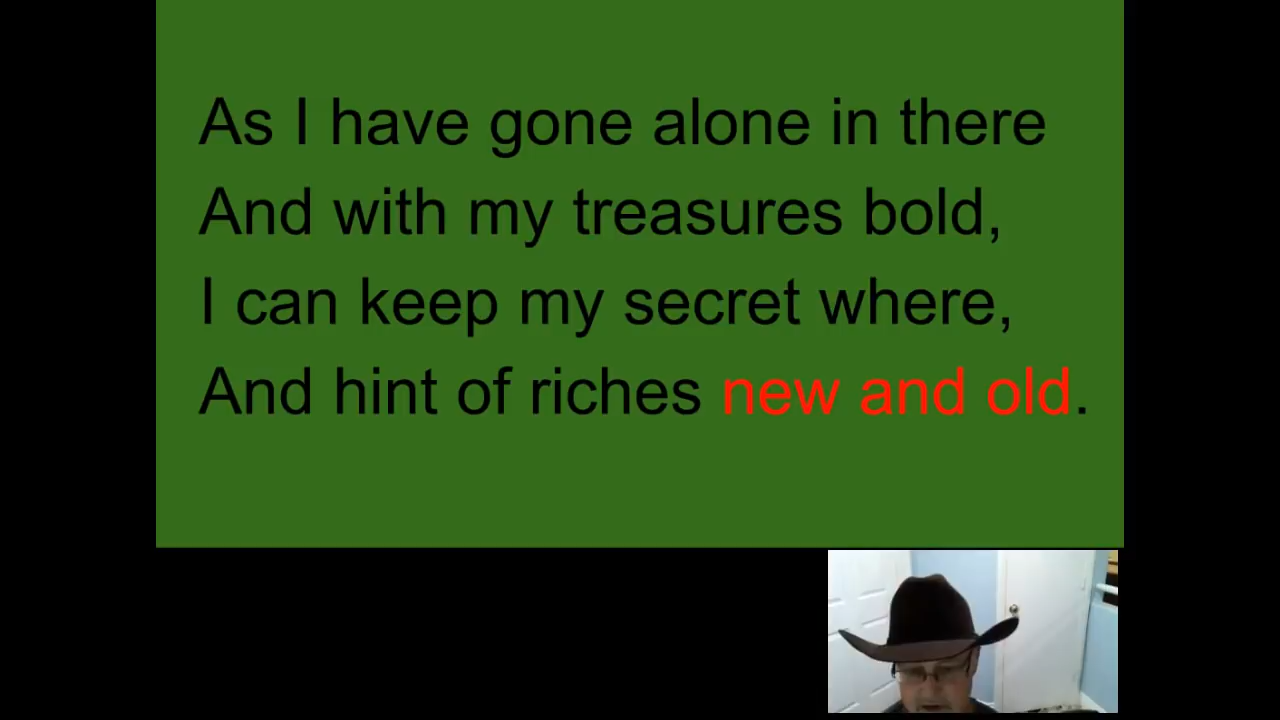 As I have gone alone in there
And with my treasures bold,
I can keep my secret where,
And hint of riches new and old.